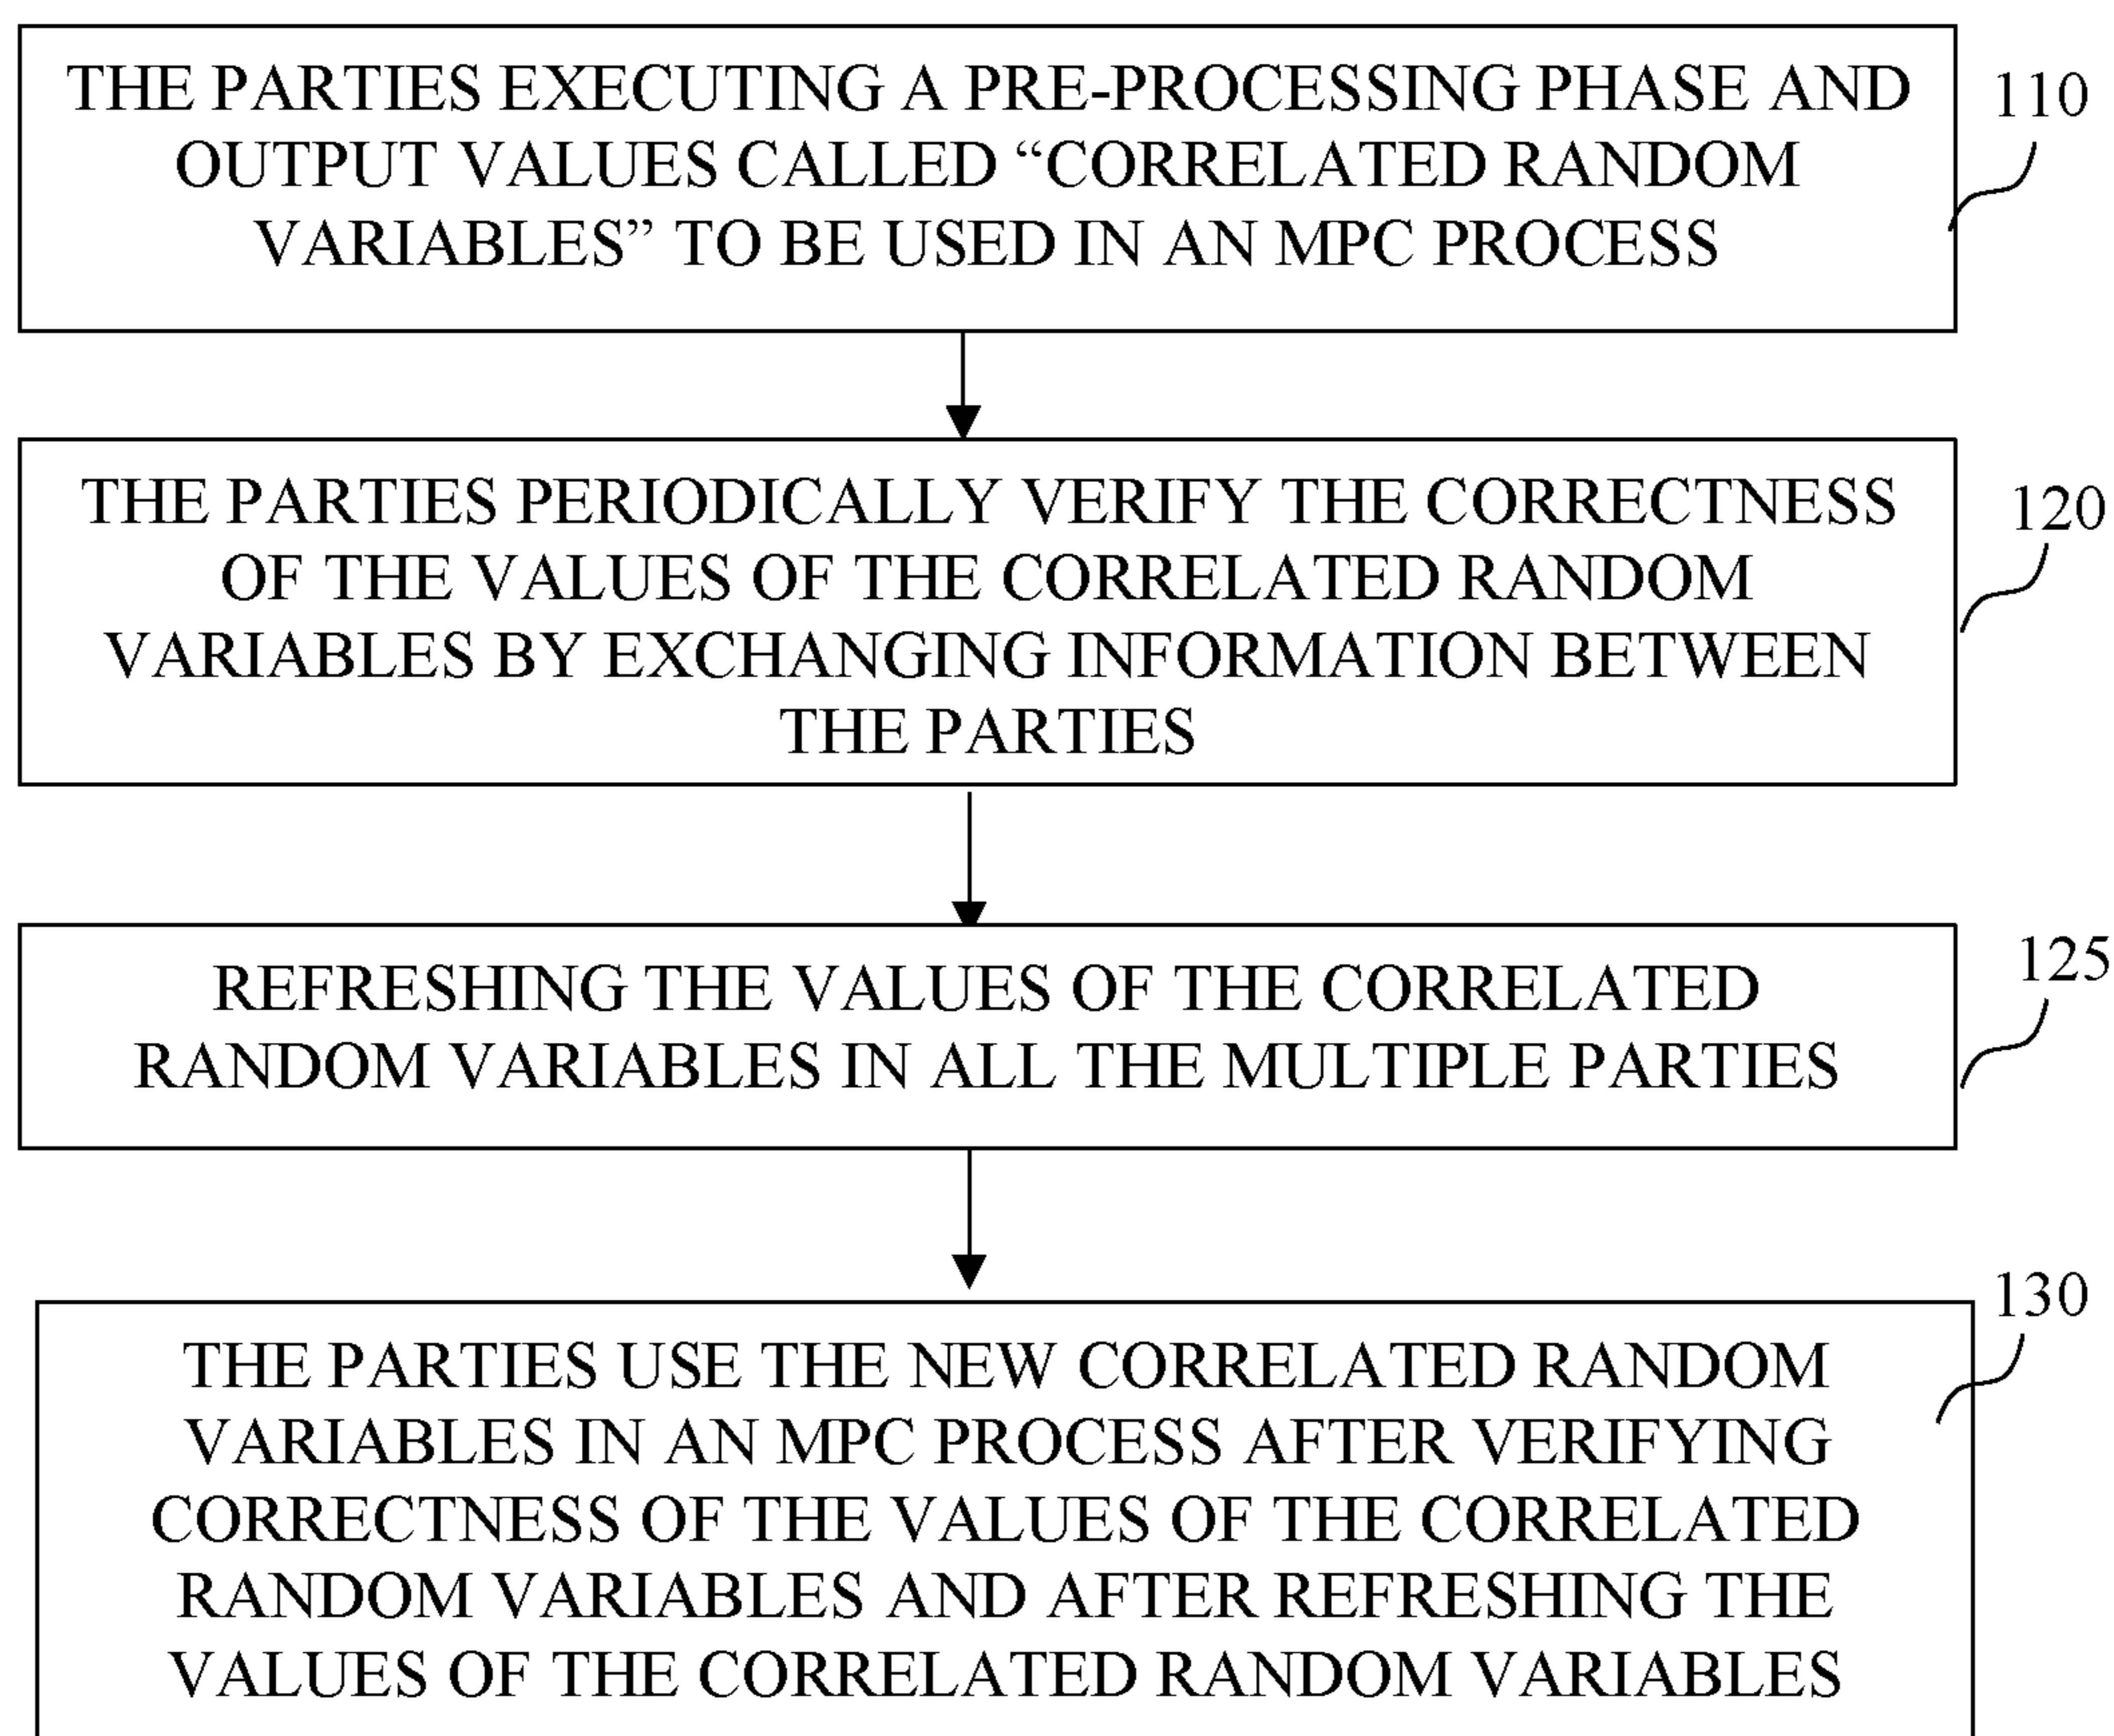 THE PARTIES EXECUTING A PRE-PROCESSING PHASE AND
OUTPUT VALUES CALLED “CORRELATED RANDOM
VARIABLES” TO BE USED IN AN MPC PROCESS
110
THE PARTIES PERIODICALLY VERIFY THE CORRECTNESS
OF THE VALUES OF THE CORRELATED RANDOM
VARIABLES BY EXCHANGING INFORMATION BETWEEN
THE PARTIES
120
REFRESHING THE VALUES OF THE CORRELATED
RANDOM VARIABLES IN ALL THE MULTIPLE PARTIES
125
THE PARTIES USE THE NEW CORRELATED RANDOM
VARIABLES IN AN MPC PROCESS AFTER VERIFYING
CORRECTNESS OF THE VALUES OF THE CORRELATED
RANDOM VARIABLES AND AFTER REFRESHING THE
VALUES OF THE CORRELATED RANDOM VARIABLES
130